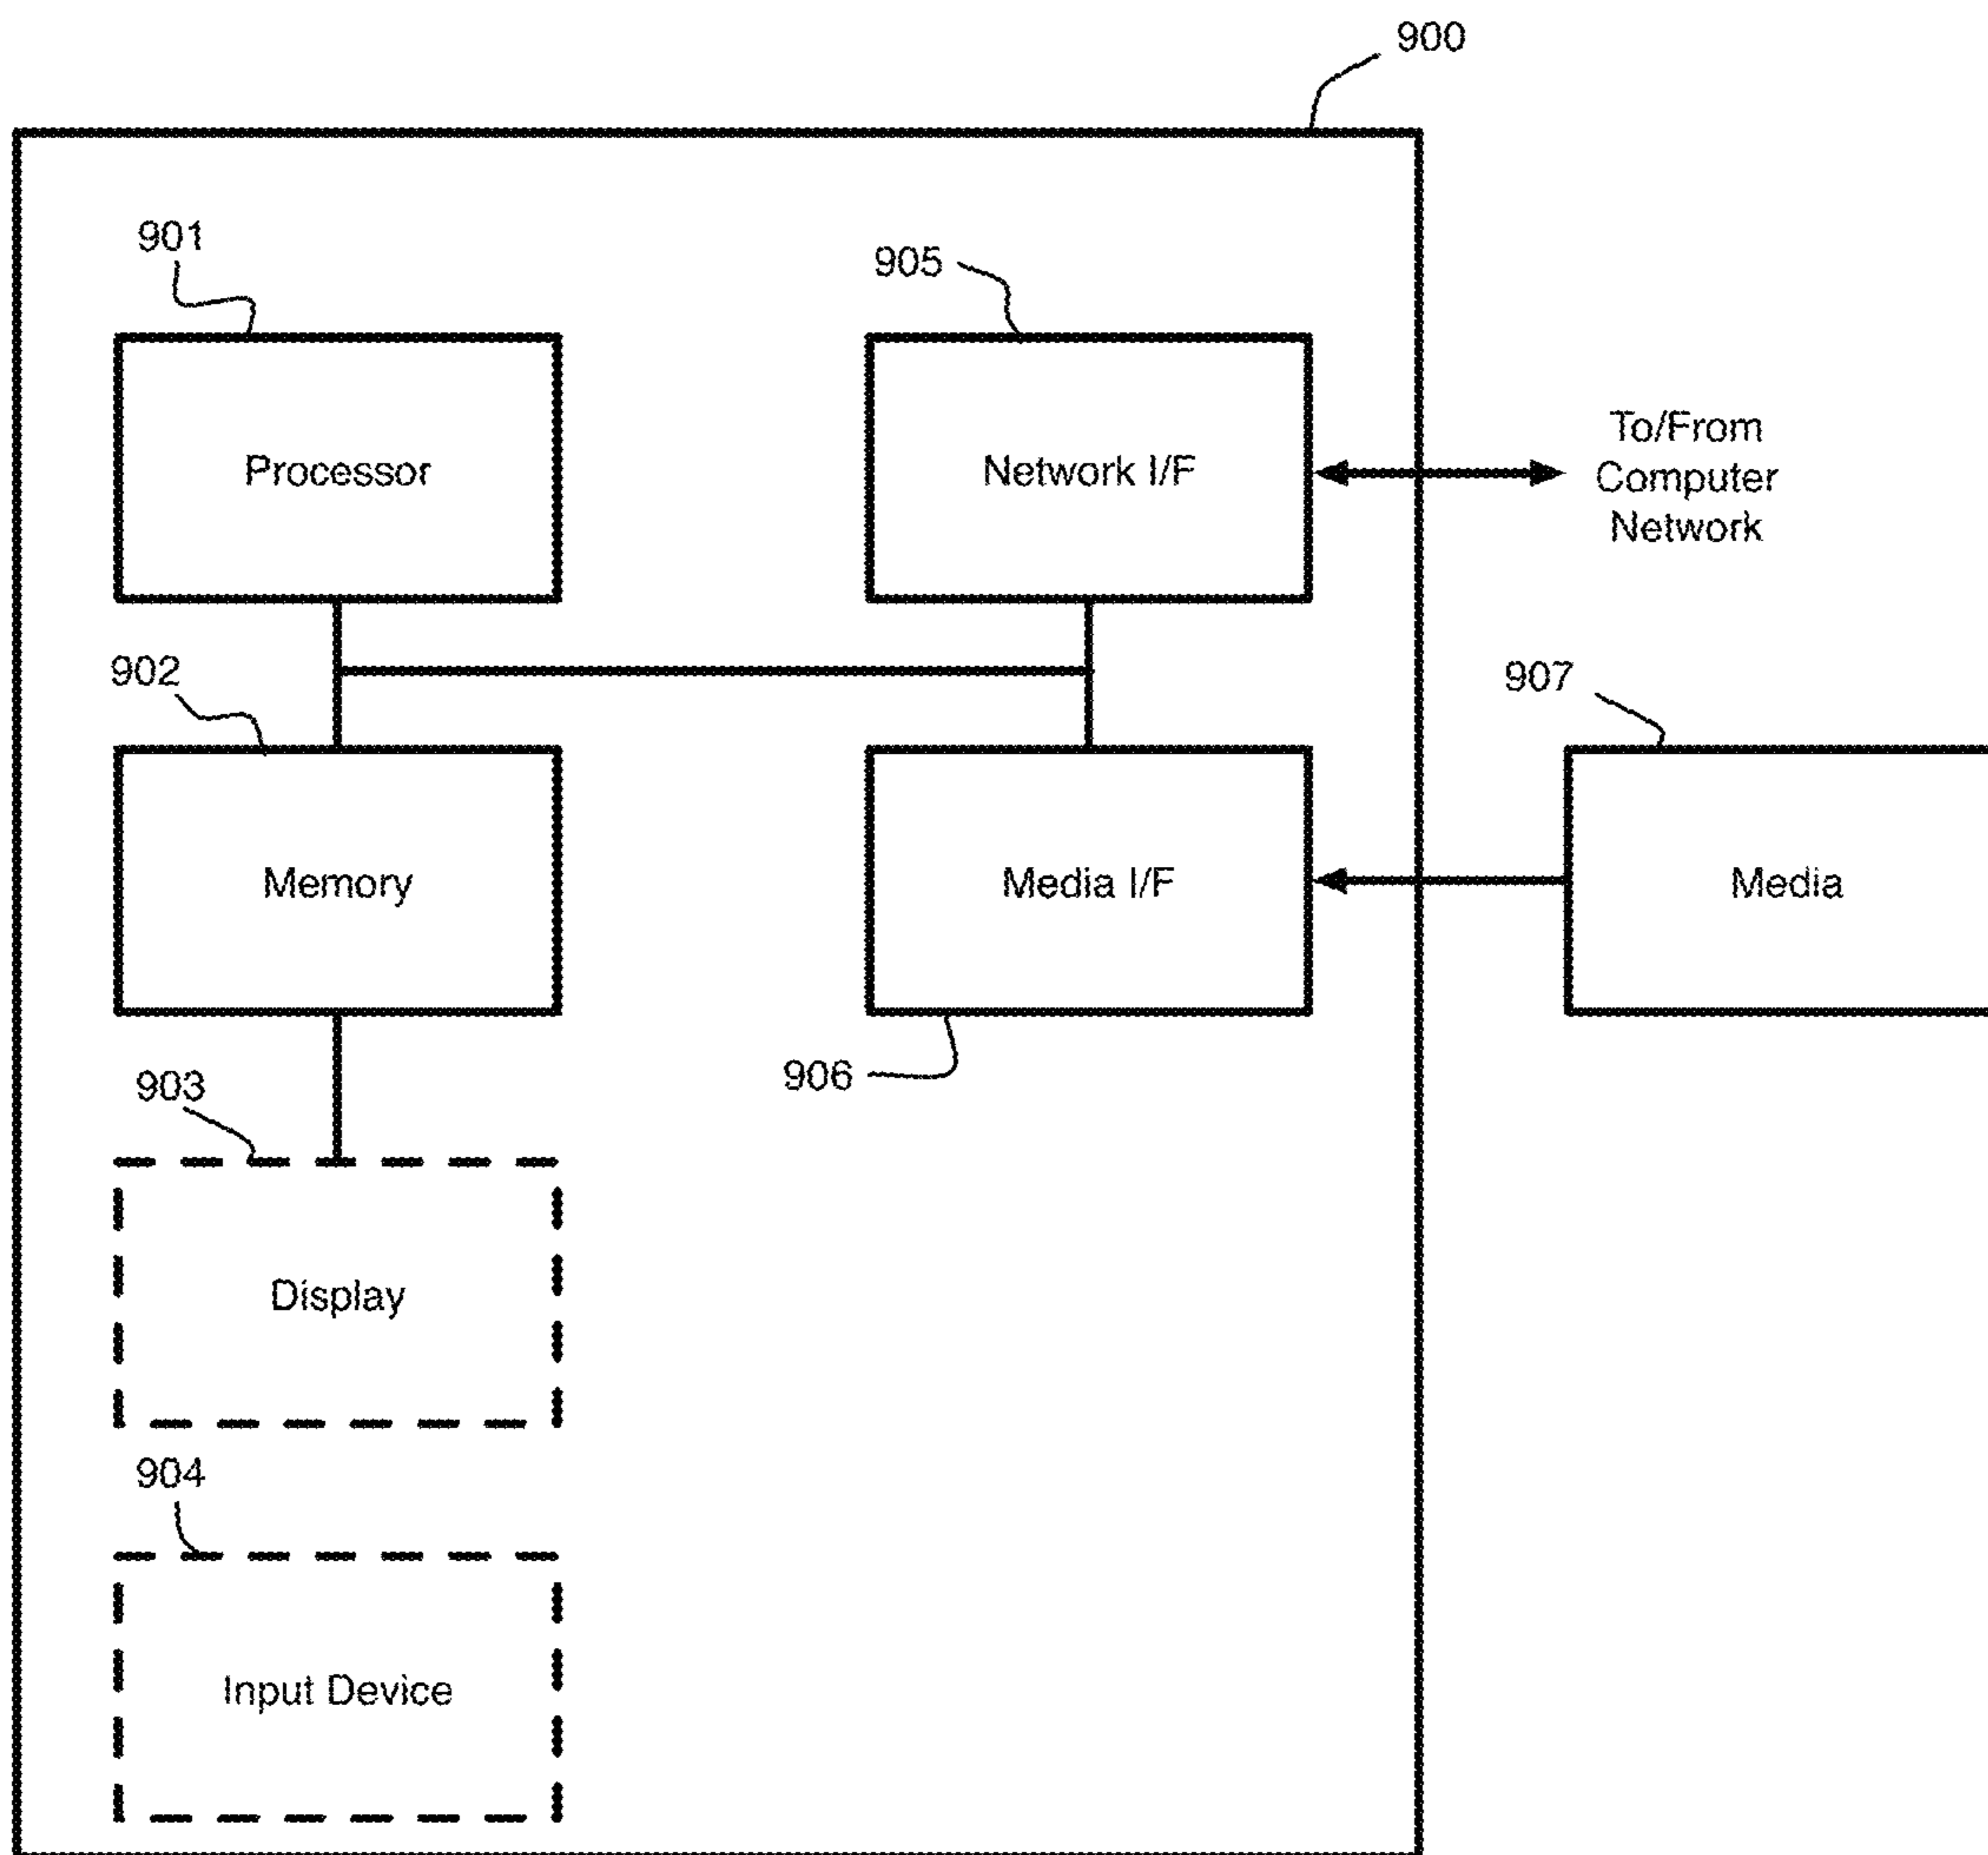 900
901
905
Processor
Network I/F
To/From
Computer
Network
902
907
Memory
Media I/F
Media
903
906
Display
904
Input Device